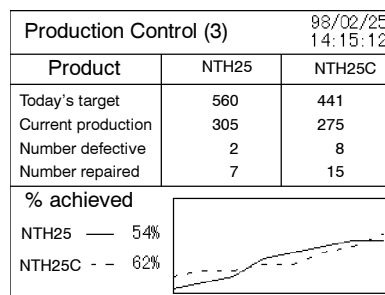 Production Control (3) 98/02/25
14:15:12
Product NTH25 NTH25C
Today's target 560 441
Current production 305 275
Number defective 2 8
Number repaired 7 15
% achieved
NTH25 54%
NTH25C 62%